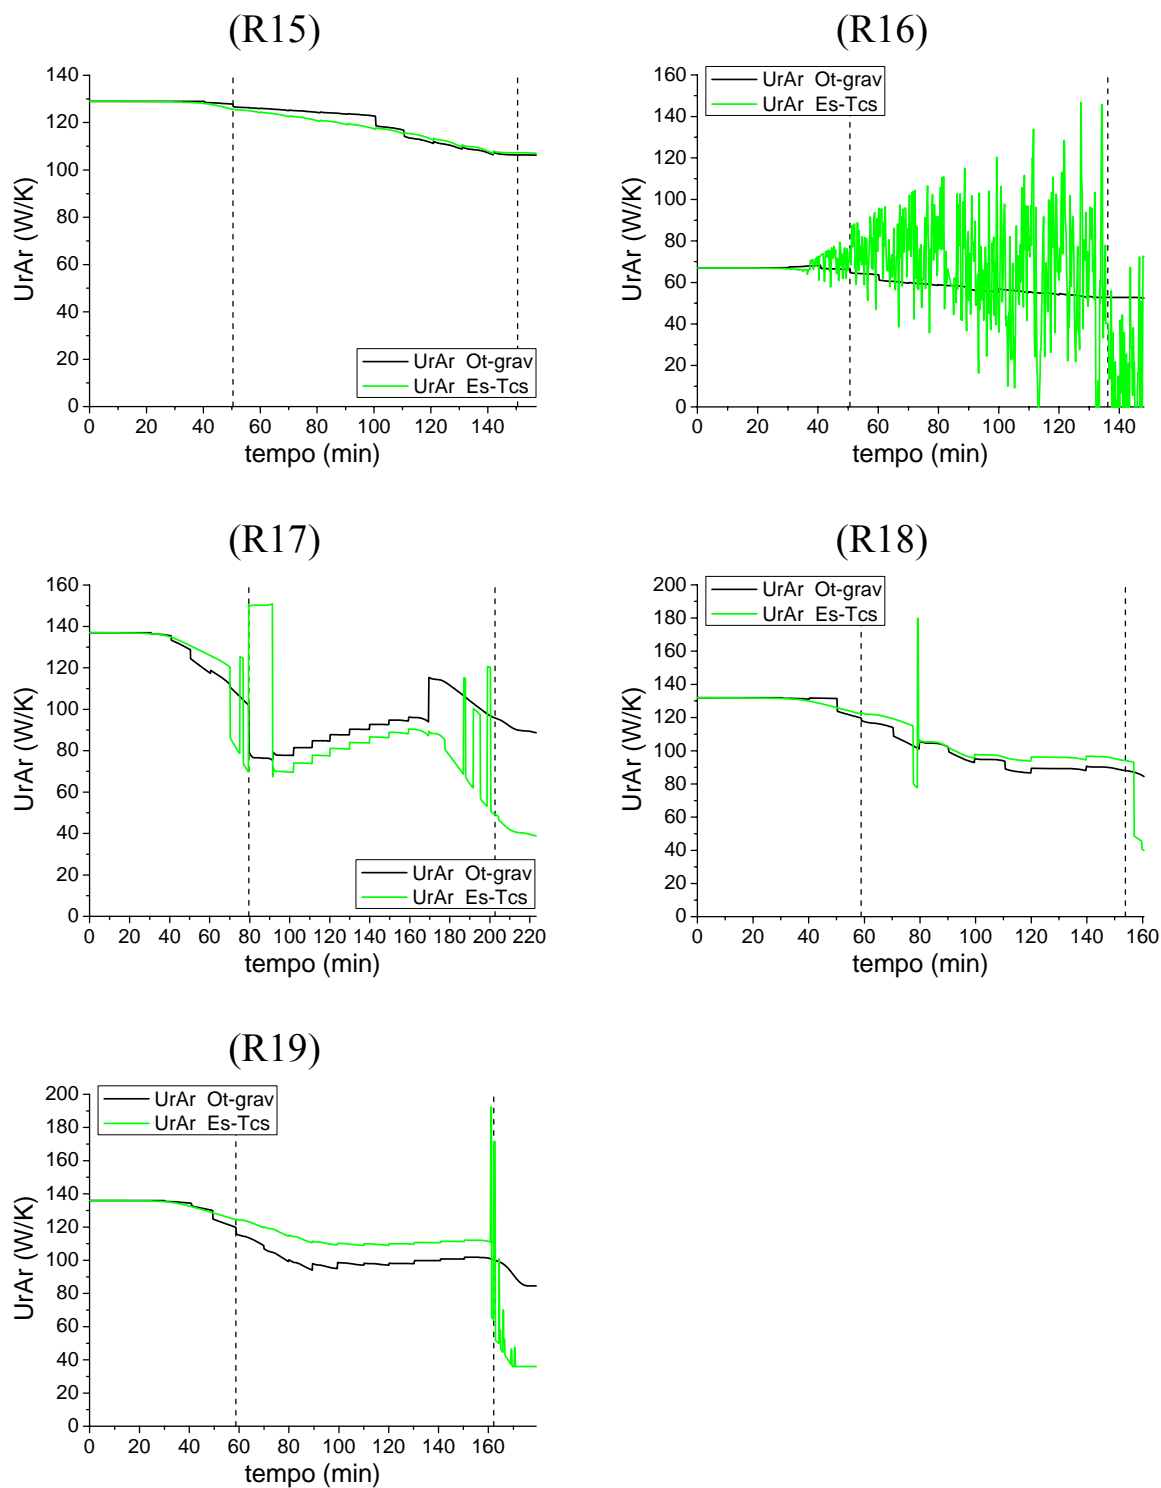 (R15)
UrAr (W/K)
140
120
100
80
60
40
20
0
UrAr Ot-grav
UrAr Es-Tcs
0 20 40 60 80 100 120 140
tempo (min)
(R16)
UrAr (W/K)
160
140
120
100
80
60
40
20
0
UrAr Ot-grav
UrAr Es-Tcs
0 20 40 60 80 100 120 140
tempo (min)
(R17)
UrAr (W/K)
160
140
120
100
80
60
40
20
0
UrAr Ot-grav
UrAr Es-Tcs
0 20 40 60 80 100 120 140 160 180 200 220
tempo (min)
(R18)
UrAr (W/K)
200
180
160
140
120
100
80
60
40
20
0
UrAr Ot-grav
UrAr Es-Tcs
0 20 40 60 80 100 120 140 160
tempo (min)
(R19)
UrAr (W/K)
200
180
160
140
120
100
80
60
40
20
0
UrAr Ot-grav
UrAr Es-Tcs
0 20 40 60 80 100 120 140 160
tempo (min)